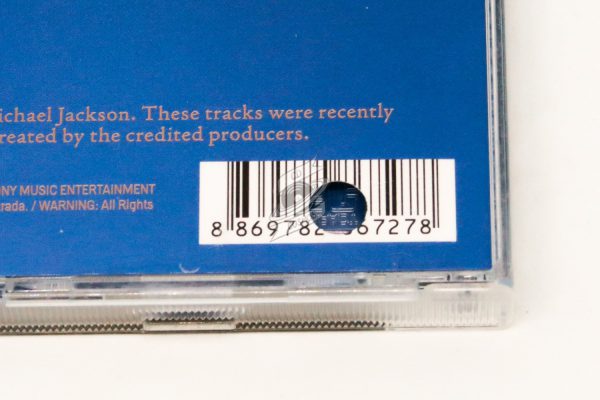 ichael Jackson. These tracks were recently
reated by the credited producers.
NY MUSIC ENTERTAINMENT
trada. / WARNING: All Rights
8 869782 67278